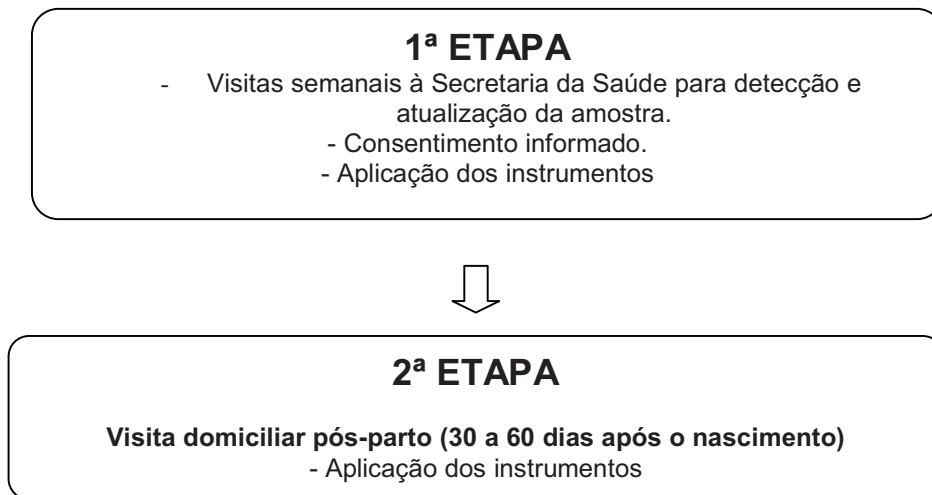 1ª ETAPA
- Visitas semanais à Secretaria da Saúde para detecção e
atualização da amostra.
- Consentimento informado.
- Aplicação dos instrumentos
2ª ETAPA
Visita domiciliar pós-parto (30 a 60 dias após o nascimento)
- Aplicação dos instrumentos